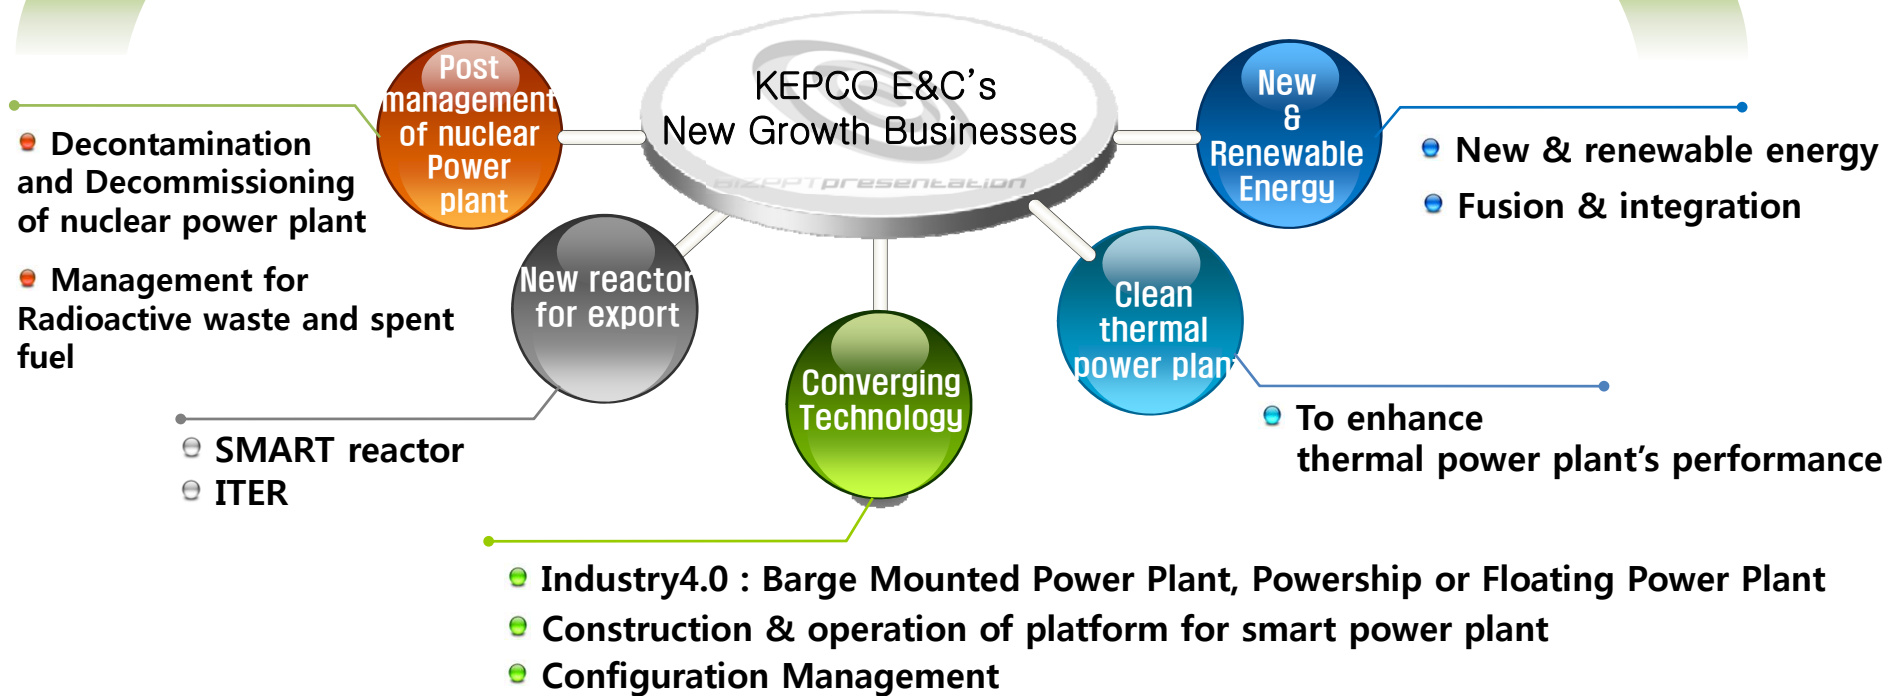 KEPCO E&C's
New Growth Businesses
BIZPPTpresentation
Post
management
of nuclear
Power
plant
Decontamination
and Decommissioning
of nuclear power plant
Management for
Radioactive waste and spent
fuel
New reactor
for export
SMART reactor
ITER
Converging
Technology
Industry4.0 : Barge Mounted Power Plant, Powership or Floating Power Plant
Construction & operation of platform for smart power plant
Configuration Management
Clean
thermal
power plant
To enhance
thermal power plant's performance
New
&
Renewable
Energy
New & renewable energy
Fusion & integration